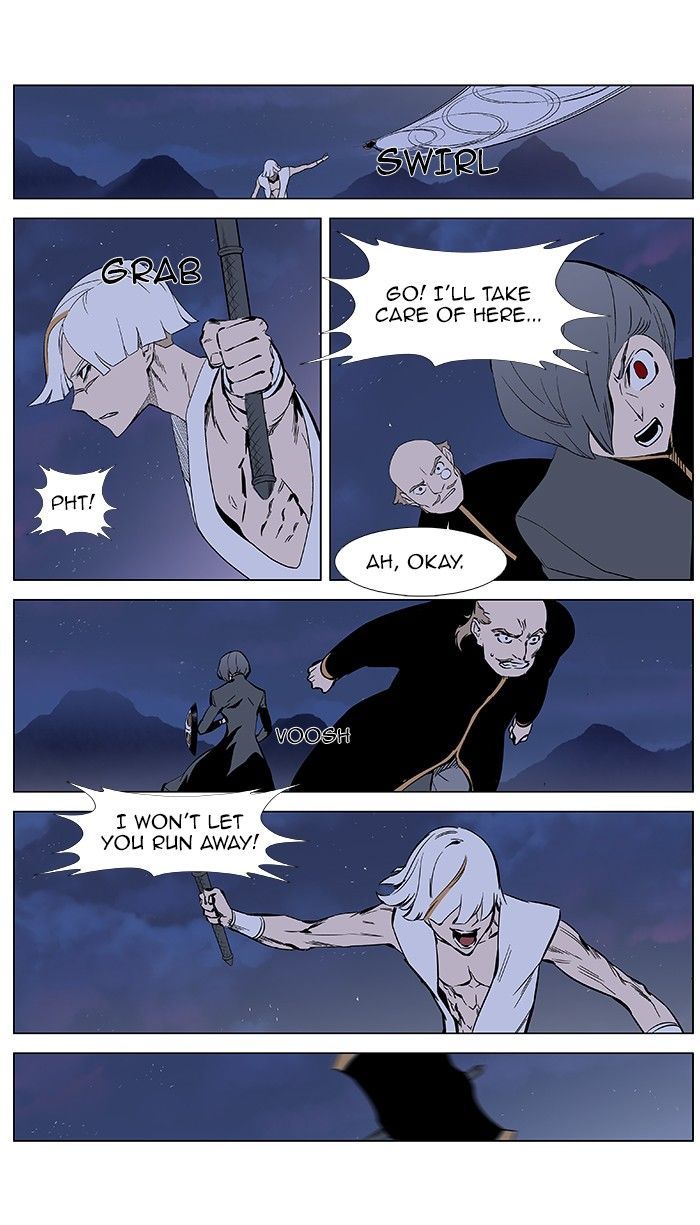 SWIRL
GRAB
PHT!
GO! I'LL TAKE
CARE OF HERE...
AH, OKAY.
VOOSH
I WON'T LET
YOU RUN AWAY!